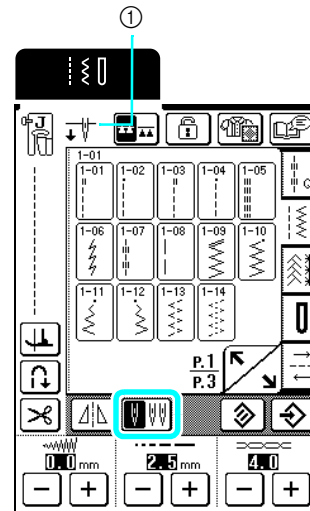 ①
J
1-01
1-01 1-02 1-03 1-04 1-05
1-06 1-07 1-08 1-09 1-10
1-11 1-12 1-13 1-14
P.1
P.3
0.0 mm 2.5 mm 4.0
− + − + − +